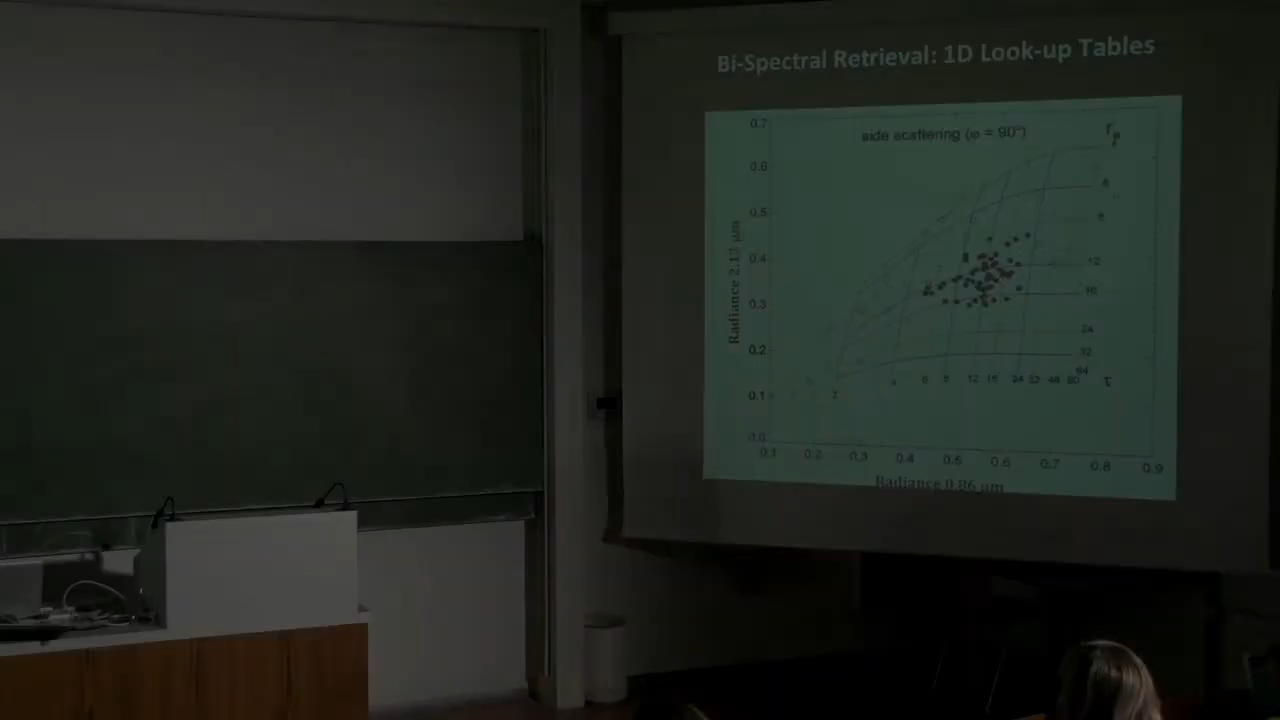 Bi-Spectral Retrieval: 1D Look-up Tables
side scattering (φ = 90°)
0.7
0.6
0.5
0.4
0.3
0.2
0.1
Radiance 2.13 μm
12
16
24
32
64
2 4 6 8 12 16 24 32 48 80 τ
0.1 0.2 0.3 0.4 0.5 0.6 0.7 0.8 0.9
Radiance 0.86 μm